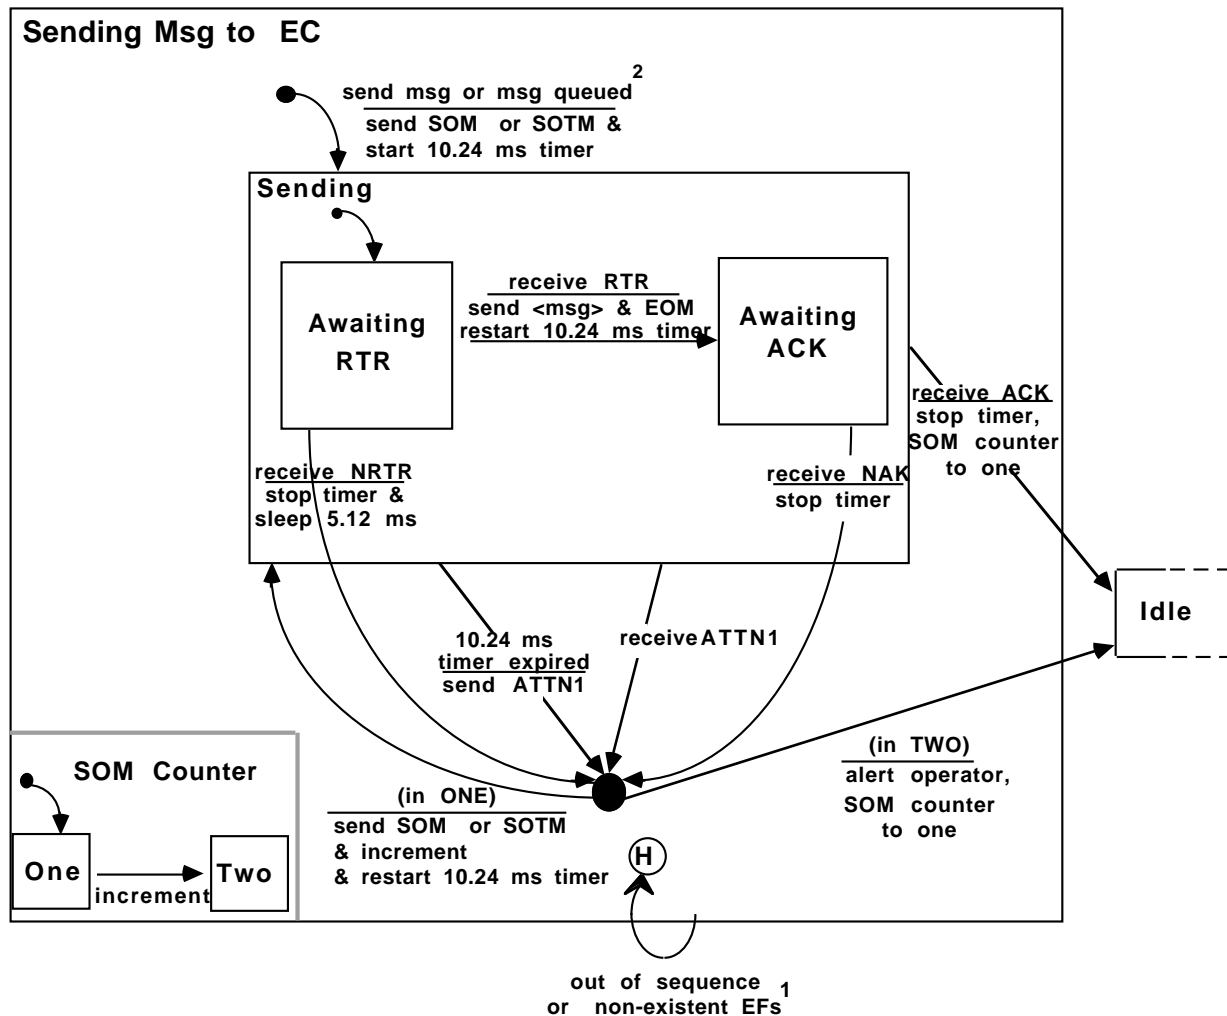 Sending Msg to EC
send msg or msg queued 2
send SOM or SOTM &
start 10.24 ms timer
Sending
Awaiting
RTR
receive RTR
send <msg> & EOM
restart 10.24 ms timer
Awaiting
ACK
receive ACK
stop timer,
SOM counter
to one
receive NRTR
stop timer &
sleep 5.12 ms
receive NAK
stop timer
Idle
10.24 ms
timer expired
send ATTN1
receive ATTN1
(in TWO)
alert operator,
SOM counter
to one
SOM Counter
One
increment
Two
(in ONE)
send SOM or SOTM
& increment
& restart 10.24 ms timer
H
out of sequence
or non-existent EFs 1